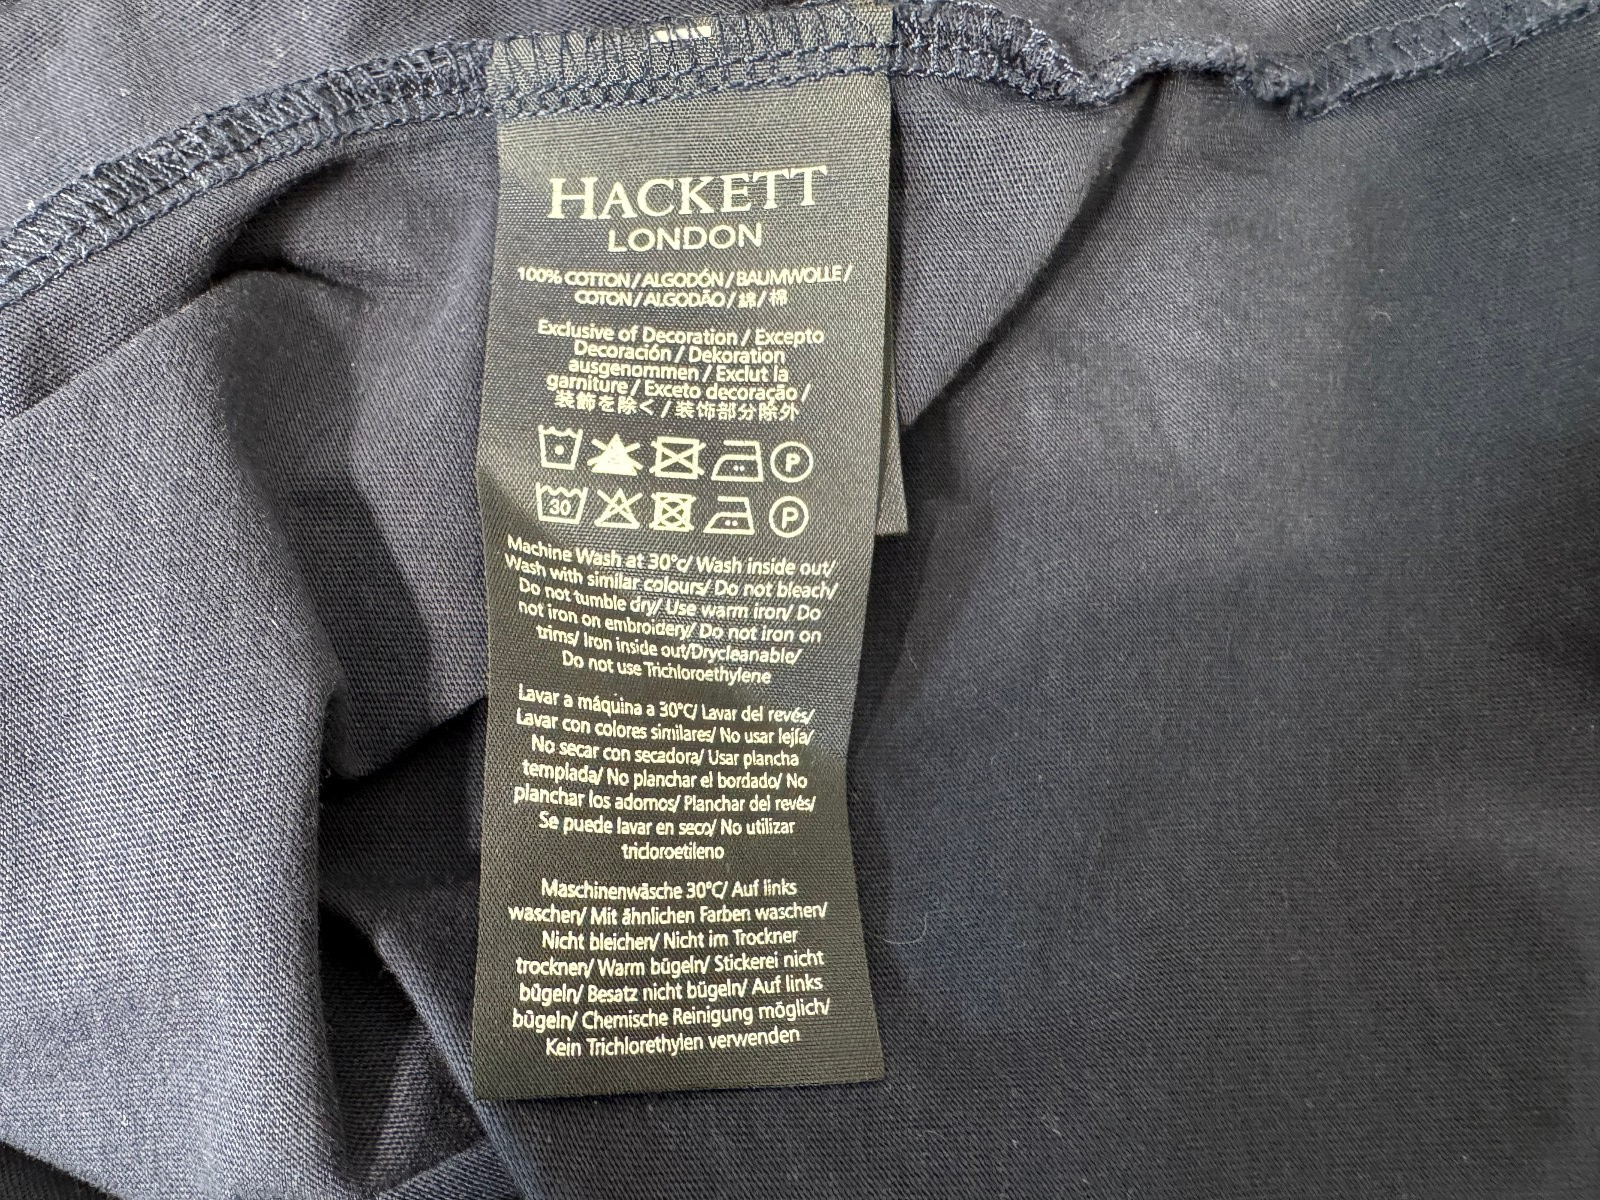 HACKETT
LONDON
100% COTTON / ALGODÓN / BAUMWOLLE /
COTON / ALGODÃO / 綿 / 棉
Exclusive of Decoration / Excepto
Decoración / Dekoration
ausgenommen / Exclut la
garniture / Exceto decoração /
装飾を除く / 装饰部分除外
P
30 P
Machine Wash at 30°c/ Wash inside out/
Wash with similar colours/ Do not bleach/
Do not tumble dry/ Use warm iron/ Do
not iron on embroidery/ Do not iron on
trims/ Iron inside out/Drycleanable/
Do not use Trichloroethylene
Lavar a máquina a 30°C/ Lavar del revés/
Lavar con colores similares/ No usar lejía/
No secar con secadora/ Usar plancha
templada/ No planchar el bordado/ No
planchar los adornos/ Planchar del revés/
Se puede lavar en seco/ No utilizar
tricloroetileno
Maschinenwäsche 30°C/ Auf links
waschen/ Mit ähnlichen Farben waschen/
Nicht bleichen/ Nicht im Trockner
trocknen/ Warm bügeln/ Stickerei nicht
bügeln/ Besatz nicht bügeln/ Auf links
bügeln/ Chemische Reinigung möglich/
Kein Trichlorethylen verwenden